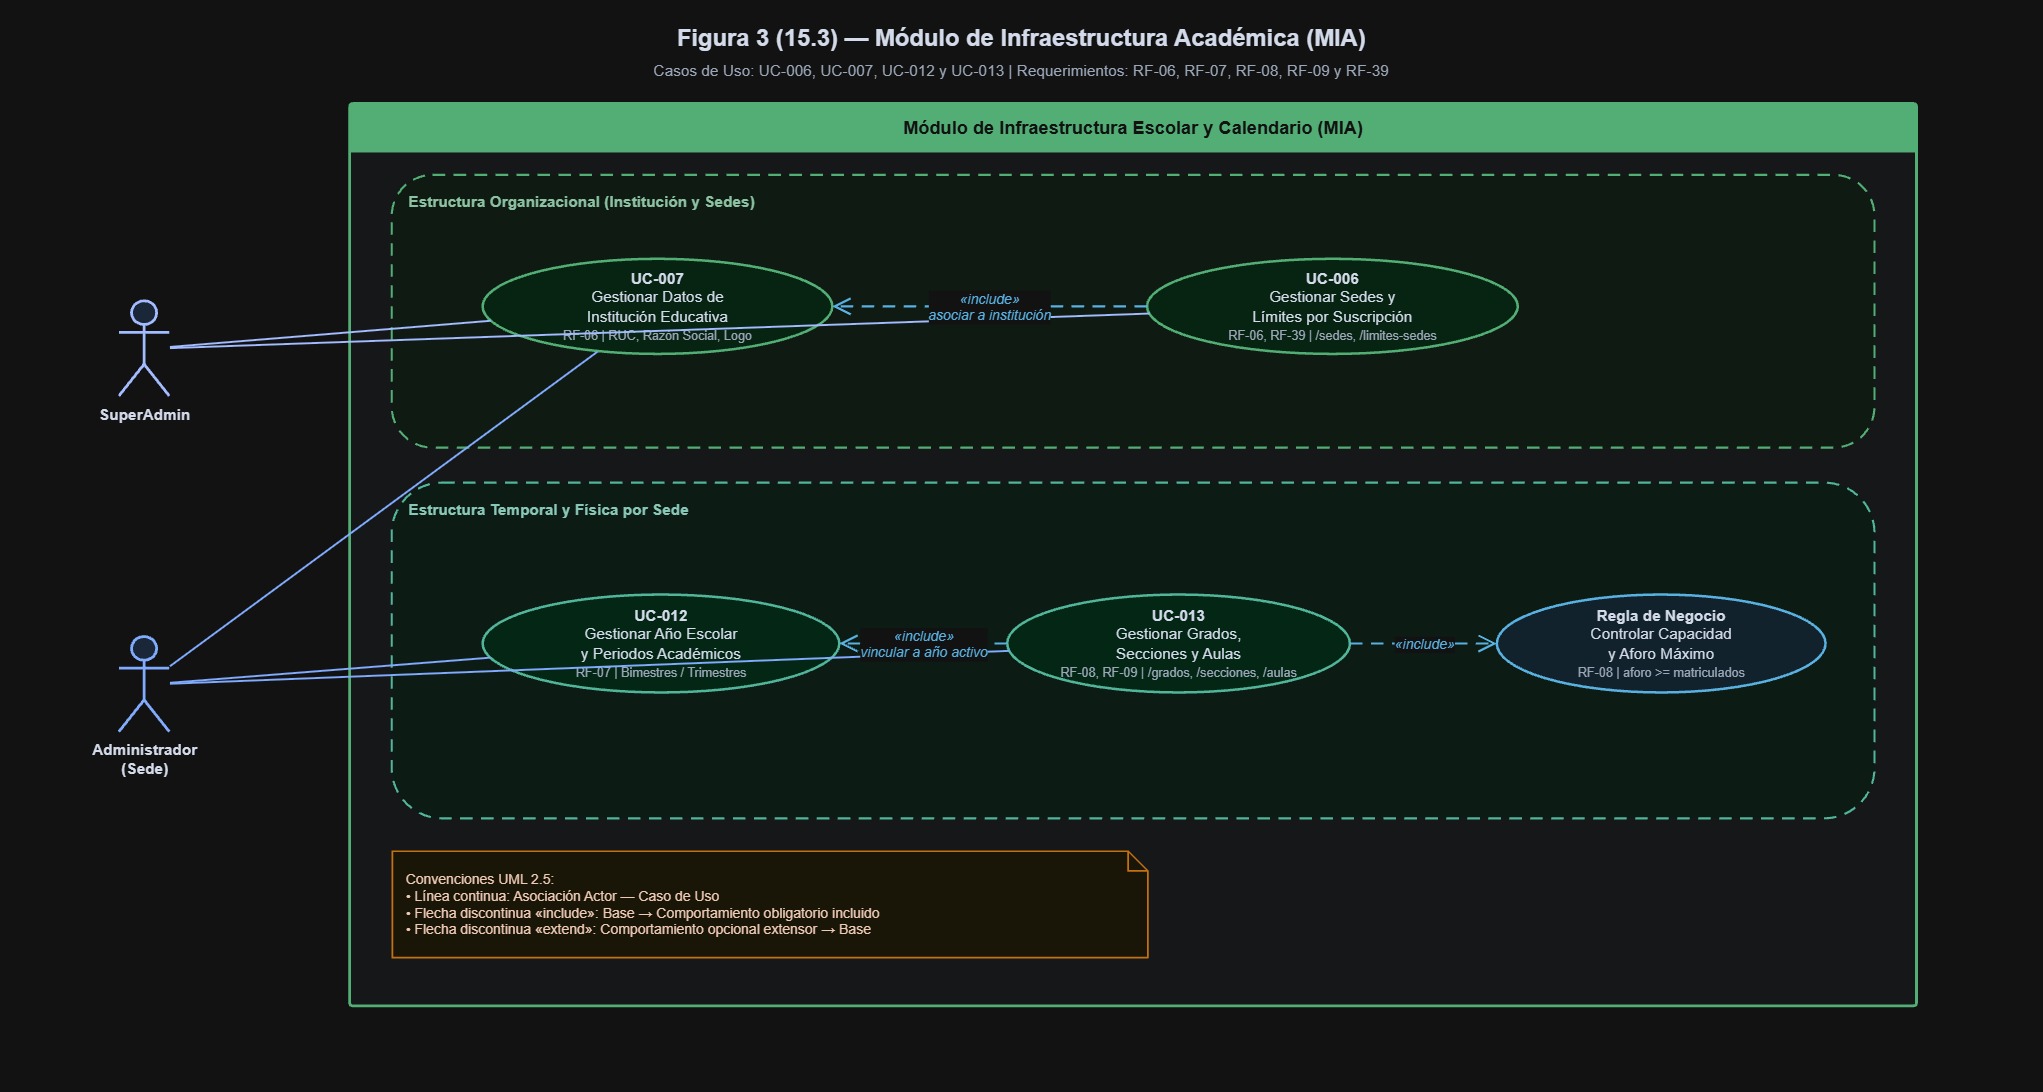 Figura 3 (15.3) — Módulo de Infraestructura Académica (MIA)
Casos de Uso: UC-006, UC-007, UC-012 y UC-013 | Requerimientos: RF-06, RF-07, RF-08, RF-09 y RF-39
Módulo de Infraestructura Escolar y Calendario (MIA)
Estructura Organizacional (Institución y Sedes)
UC-007
Gestionar Datos de
Institución Educativa
RF-06 | RUC, Razón Social, Logo
«include»
asociar a institución
UC-006
Gestionar Sedes y
Límites por Suscripción
RF-06, RF-39 | /sedes, /limites-sedes
SuperAdmin
Estructura Temporal y Física por Sede
UC-012
Gestionar Año Escolar
y Periodos Académicos
RF-07 | Bimestres / Trimestres
«include»
vincular a año activo
UC-013
Gestionar Grados,
Secciones y Aulas
RF-08, RF-09 | /grados, /secciones, /aulas
«include»
Regla de Negocio
Controlar Capacidad
y Aforo Máximo
RF-08 | aforo >= matriculados
Administrador
(Sede)
Convenciones UML 2.5:
• Línea continua: Asociación Actor — Caso de Uso
• Flecha discontinua «include»: Base → Comportamiento obligatorio incluido
• Flecha discontinua «extend»: Comportamiento opcional extensor → Base